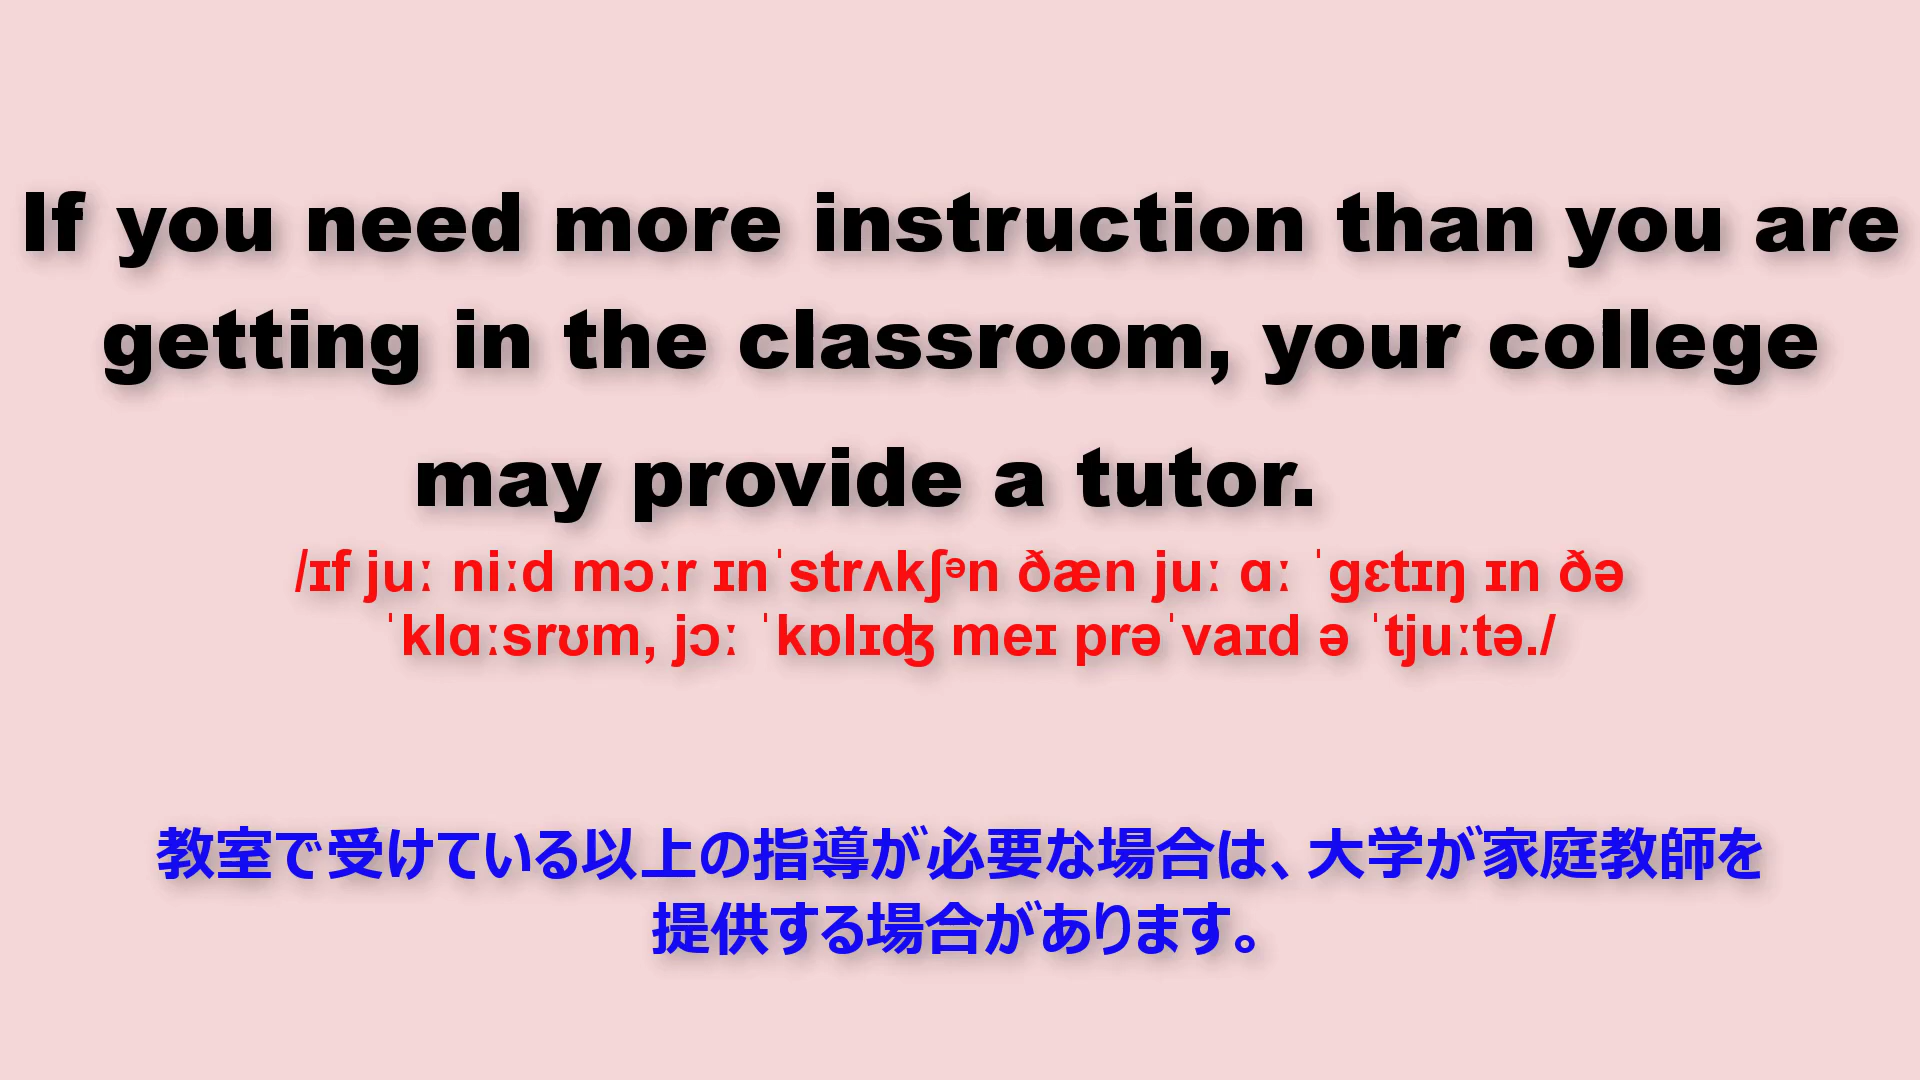 If you need more instruction than you are
getting in the classroom, your college
may provide a tutor.
/ɪf juː niːd mɔːr ɪnˈstrʌkʃᵊn ðæn juː ɑː ˈgɛtɪŋ ɪn ðə
ˈklɑːsrʊm, jɔː ˈkɒlɪʤ meɪ prəˈvaɪd ə ˈtjuːtə./
教室で受けている以上の指導が必要な場合は、大学が家庭教師を
提供する場合があります。